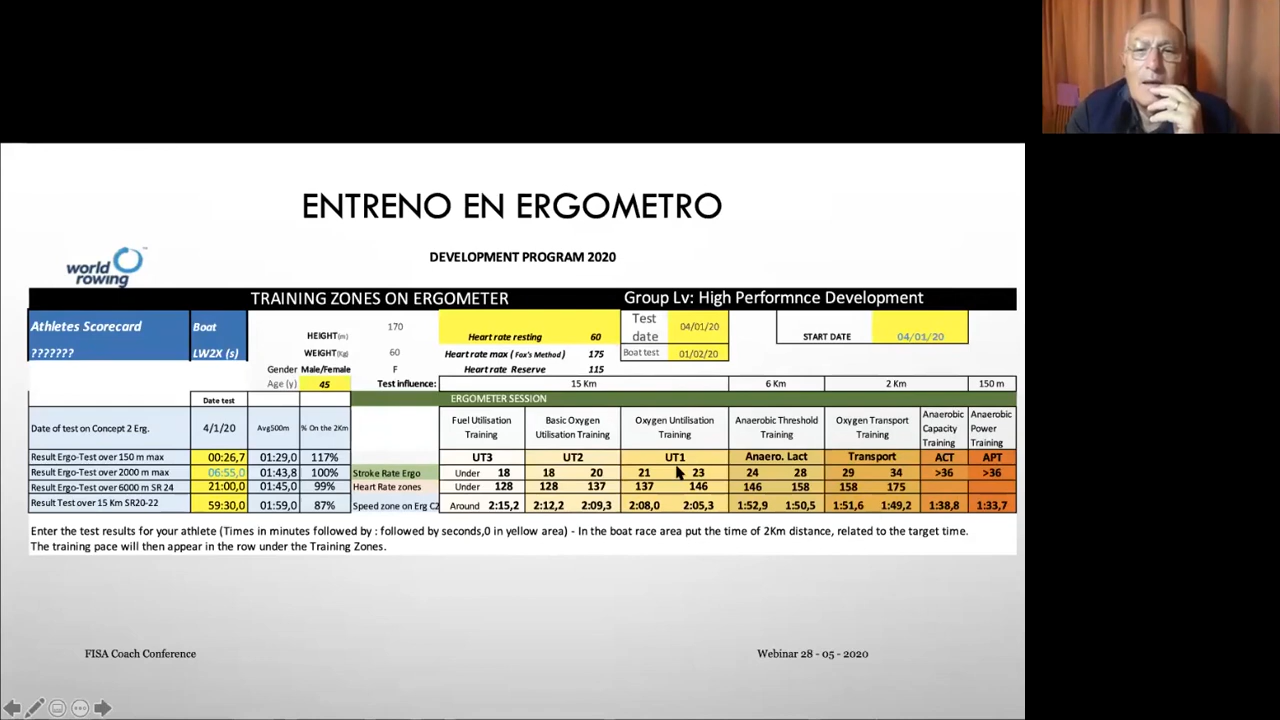 ENTRENO EN ERGOMETRO
DEVELOPMENT PROGRAM 2020
world rowing
TRAINING ZONES ON ERGOMETER Group Lv: High Performnce Development
Athletes Scorecard Boat HEIGHT(m) 170 Heart rate resting 60 Test date 04/01/20 START DATE 04/01/20
??????? LW2X (s) WEIGHT(Kg) 60 Heart rate max ( Fox's Method ) 175 Boat test 01/02/20
Gender Male/Female F Heart rate Reserve 115
Age (y) 45 Test influence: 15 Km 6 Km 2 Km 150 m
Date test ERGOMETER SESSION
Date of test on Concept 2 Erg. 4/1/20 Avg500m % On the 2Km Fuel Utilisation Training Basic Oxygen Utilisation Training Oxygen Untilisation Training Anaerobic Threshold Training Oxygen Transport Training Anaerobic Capacity Training Anaerobic Power Training
Result Ergo-Test over 150 m max 00:26,7 01:29,0 117% UT3 UT2 UT1 Anaero. Lact Transport ACT APT
Result Ergo-Test over 2000 m max 06:55,0 01:43,8 100% Stroke Rate Ergo Under 18 18 20 21 23 24 28 29 34 >36 >36
Result Ergo-Test over 6000 m SR 24 21:00,0 01:45,0 99% Heart Rate zones Under 128 128 137 137 146 146 158 158 175
Result Test over 15 Km SR20-22 59:30,0 01:59,0 87% Speed zone on Erg C2 Around 2:15,2 2:12,2 2:09,3 2:08,0 2:05,3 1:52,9 1:50,5 1:51,6 1:49,2 1:38,8 1:33,7
Enter the test results for your athlete (Times in minutes followed by : followed by seconds,0 in yellow area) - In the boat race area put the time of 2Km distance, related to the target time.
The training pace will then appear in the row under the Training Zones.
FISA Coach Conference Webinar 28 - 05 - 2020